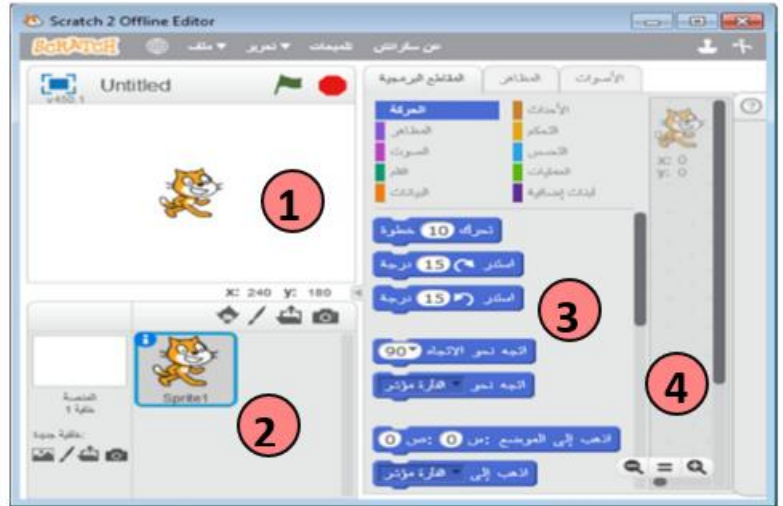 Scratch 2 Offline Editor
SCRATCH ملف ▼ تحرير ▼ تلميحات عن سكراتش
Untitled
v450.1
المقاطع البرمجية المظاهر الأصوات
الحركة الأحداث
المظاهر التحكم
الصوت التحسس
القلم العمليات
البيانات لبنات إضافية
x: 0
y: 0
?
1
تحرك 10 خطوة
استدر 15 درجة
استدر 15 درجة
3
اتجه نحو الاتجاه 90
اتجه نحو مؤشر الفأرة
4
اذهب إلى الموضع س: 0 ص: 0
اذهب إلى مؤشر الفأرة
x: 240 y: 180
Sprite1
المنصة
1 خلفية
خلفية جديدة:
2